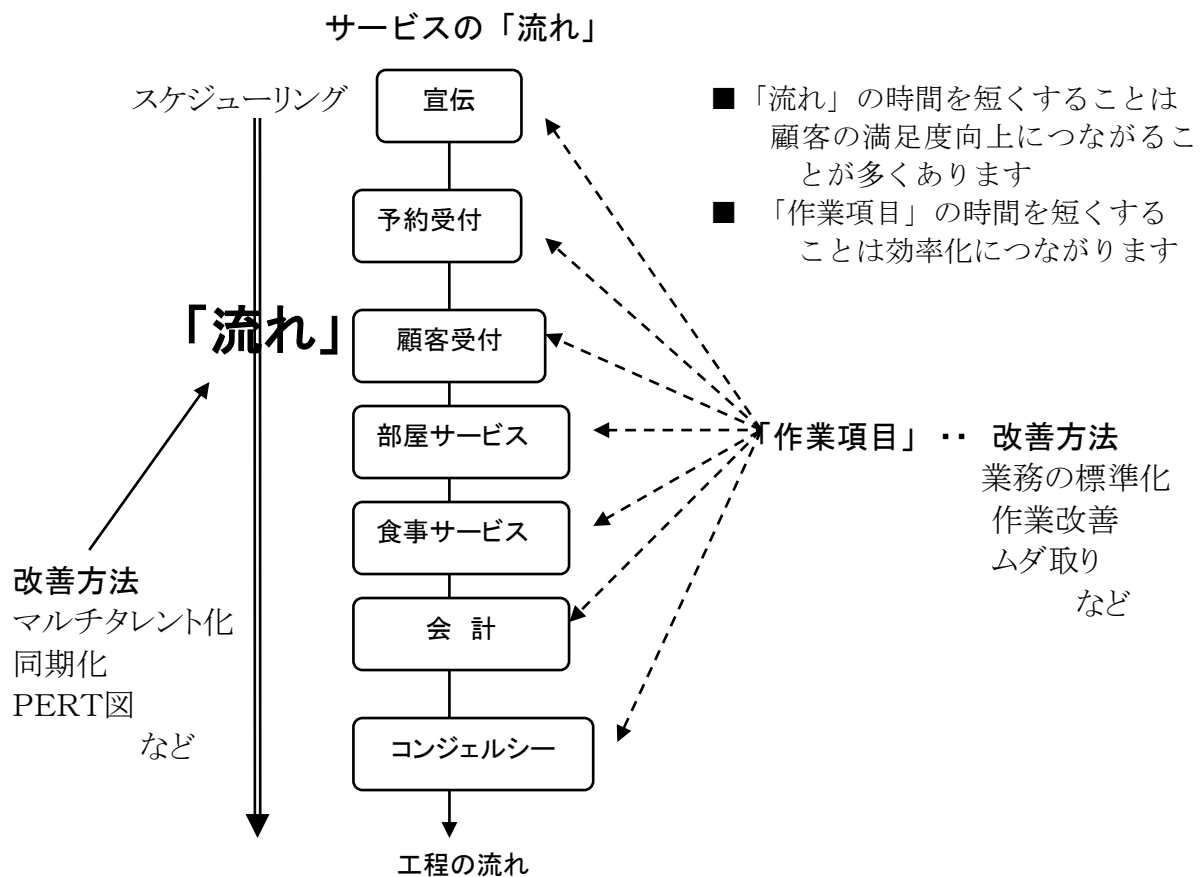 サービスの「流れ」
スケジューリング
宣伝
予約受付
顧客受付
部屋サービス
食事サービス
会 計
コンジェルシー
工程の流れ
「流れ」
改善方法
マルチタレント化
同期化
PERT図
など
■「流れ」の時間を短くすることは
顧客の満足度向上につながるこ
とが多くあります
■ 「作業項目」の時間を短くする
ことは効率化につながります
「作業項目」‥ 改善方法
業務の標準化
作業改善
ムダ取り
など